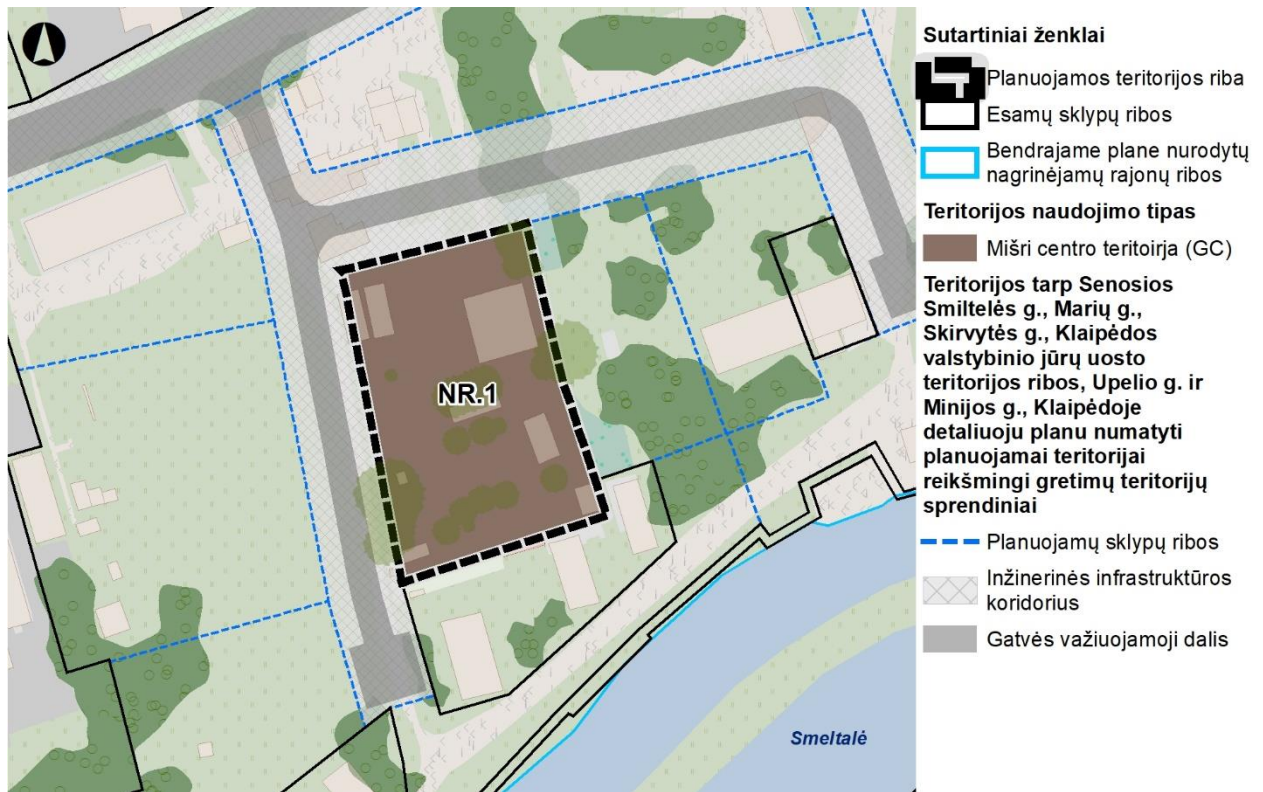 Sutartiniai ženklai
Planuojamos teritorijos riba
Esamų sklypų ribos
Bendrajame plane nurodytų
nagrinėjamų rajonų ribos
Teritorijos naudojimo tipas
Mišri centro teritoirja (GC)
Teritorijos tarp Senosios
Smiltelės g., Marių g.,
Skirvytės g., Klaipėdos
valstybinio jūrų uosto
teritorijos ribos, Upelio g. ir
Minijos g., Klaipėdoje
detaliuoju planu numatyti
planuojamai teritorijai
reikšmingi gretimų teritorijų
sprendiniai
Planuojamų sklypų ribos
Inžinerinės infrastruktūros
koridorius
Gatvės važiuojamoji dalis
NR.1
Smeltalė